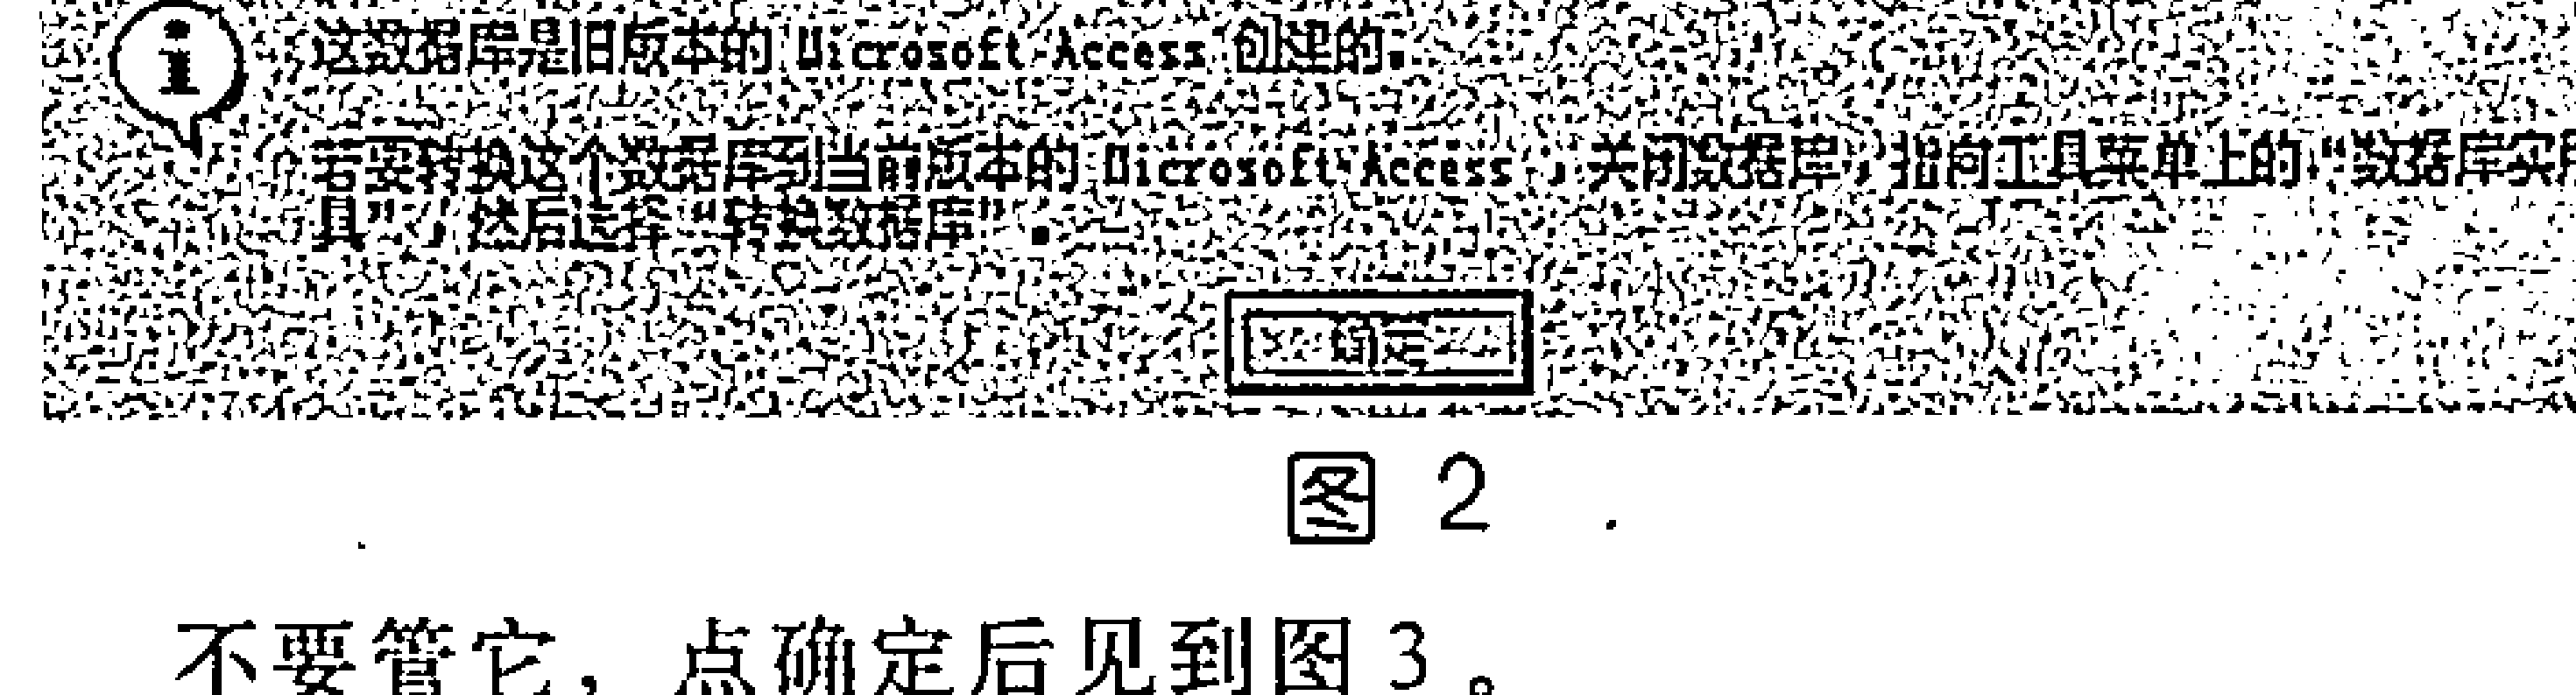 这数据库是旧版本的 Microsoft Access 创建的。
若要转换这个数据库到当前版本的 Microsoft Access，关闭数据库，指向工具菜单上的“数据库实用
具”，然后选择“转换数据库”。
确定
图 2
不要管它，点确定后见到图 3。